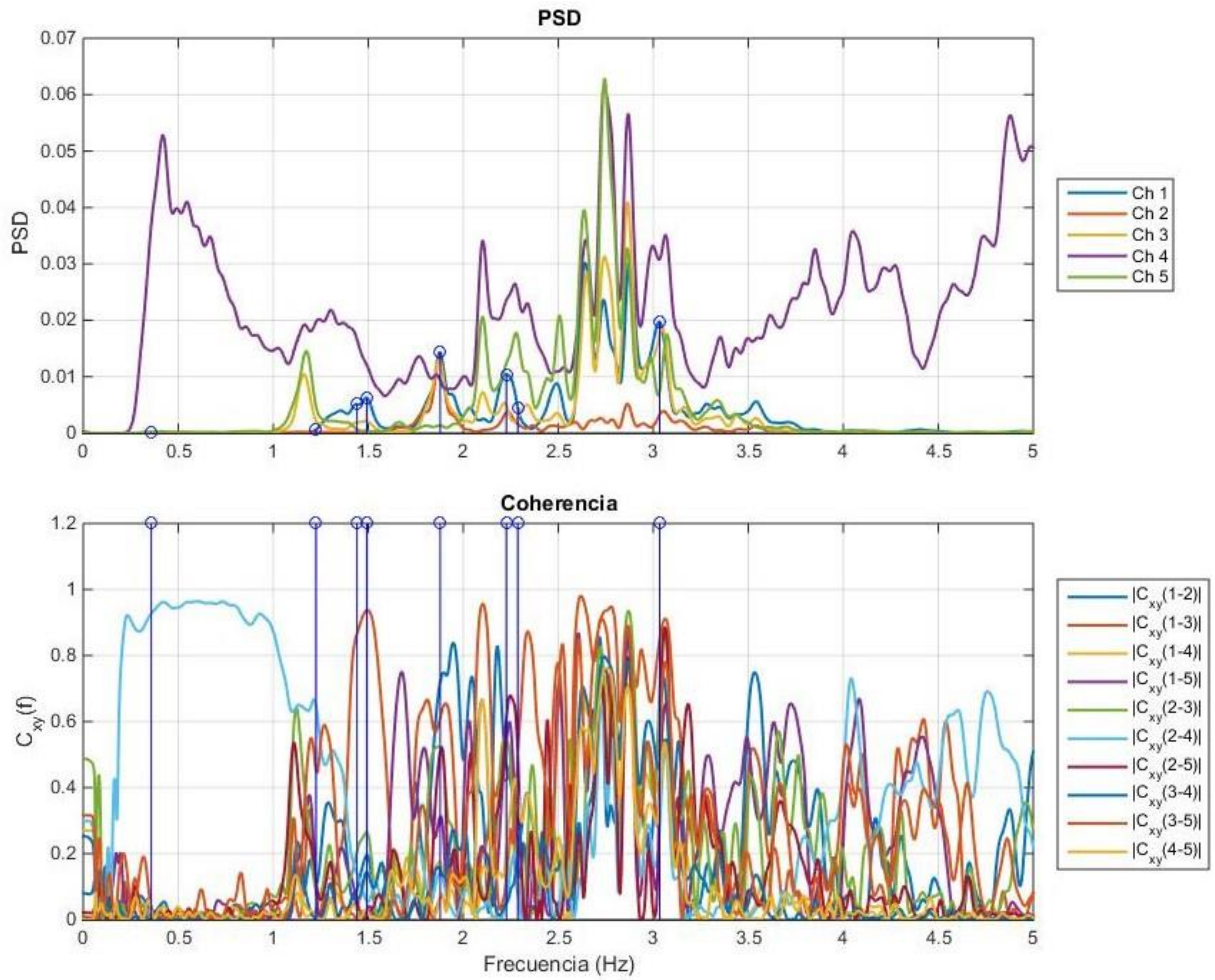 PSD
0.07
0.06
0.05
0.04
0.03
0.02
0.01
0
PSD
0 0.5 1 1.5 2 2.5 3 3.5 4 4.5 5
Ch 1
Ch 2
Ch 3
Ch 4
Ch 5
Coherencia
1.2
1
0.8
0.6
0.4
0.2
0
C_xy(f)
0 0.5 1 1.5 2 2.5 3 3.5 4 4.5 5
Frecuencia (Hz)
|C_xy(1-2)|
|C_xy(1-3)|
|C_xy(1-4)|
|C_xy(1-5)|
|C_xy(2-3)|
|C_xy(2-4)|
|C_xy(2-5)|
|C_xy(3-4)|
|C_xy(3-5)|
|C_xy(4-5)|